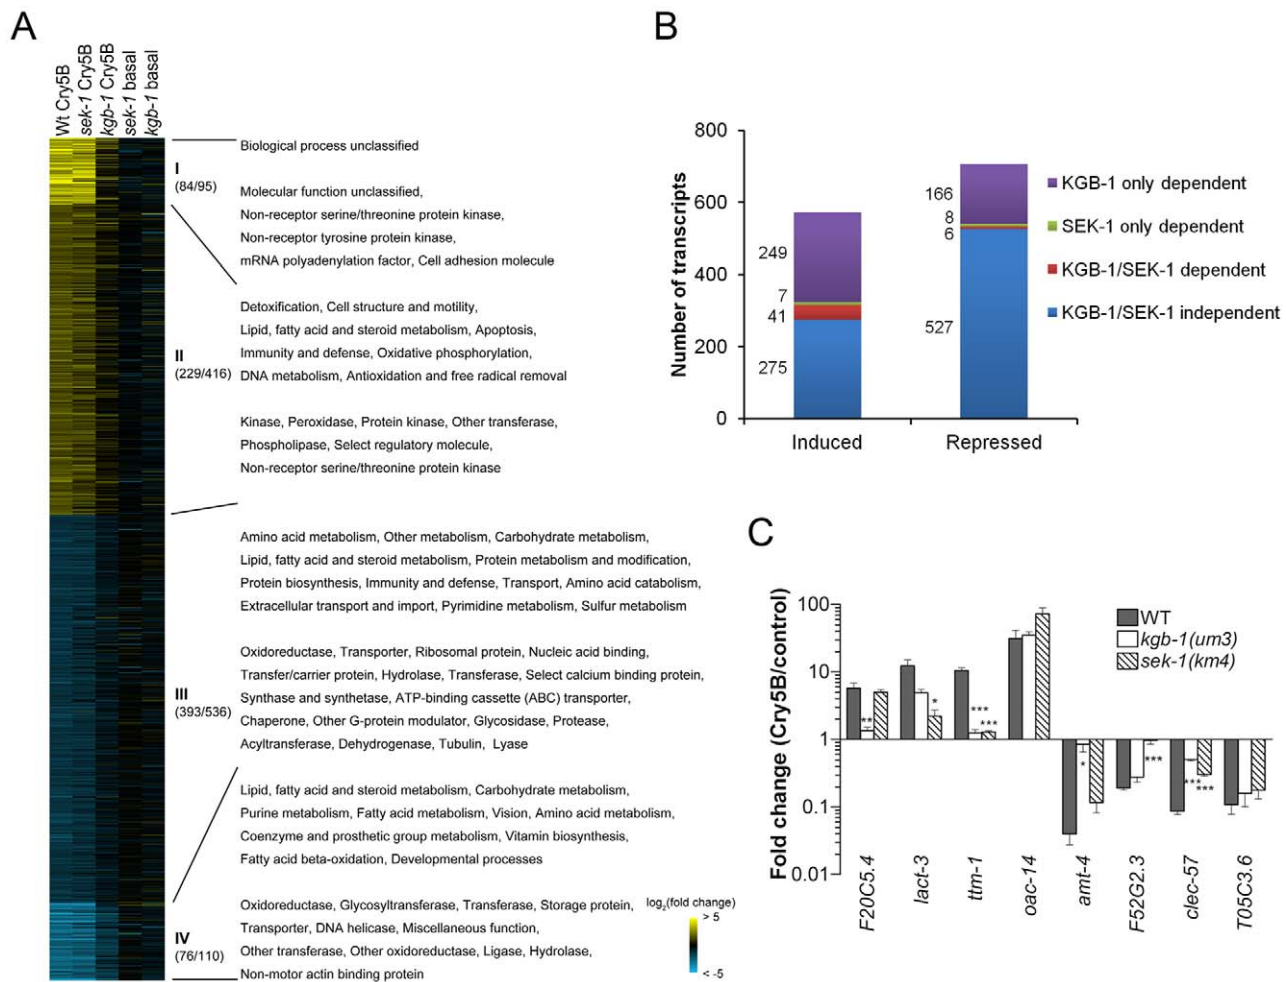 A
Wt Cry5B
sek-1 Cry5B
kgb-1 Cry5B
sek-1 basal
kgb-1 basal
I
(84/95)
Biological process unclassified
Molecular function unclassified,
Non-receptor serine/threonine protein kinase,
Non-receptor tyrosine protein kinase,
mRNA polyadenylation factor, Cell adhesion molecule
II
(229/416)
Detoxification, Cell structure and motility,
Lipid, fatty acid and steroid metabolism, Apoptosis,
Immunity and defense, Oxidative phosphorylation,
DNA metabolism, Antioxidation and free radical removal
Kinase, Peroxidase, Protein kinase, Other transferase,
Phospholipase, Select regulatory molecule,
Non-receptor serine/threonine protein kinase
III
(393/536)
Amino acid metabolism, Other metabolism, Carbohydrate metabolism,
Lipid, fatty acid and steroid metabolism, Protein metabolism and modification,
Protein biosynthesis, Immunity and defense, Transport, Amino acid catabolism,
Extracellular transport and import, Pyrimidine metabolism, Sulfur metabolism
Oxidoreductase, Transporter, Ribosomal protein, Nucleic acid binding,
Transfer/carrier protein, Hydrolase, Transferase, Select calcium binding protein,
Synthase and synthetase, ATP-binding cassette (ABC) transporter,
Chaperone, Other G-protein modulator, Glycosidase, Protease,
Acyltransferase, Dehydrogenase, Tubulin, Lyase
IV
(76/110)
Lipid, fatty acid and steroid metabolism, Carbohydrate metabolism,
Purine metabolism, Fatty acid metabolism, Vision, Amino acid metabolism,
Coenzyme and prosthetic group metabolism, Vitamin biosynthesis,
Fatty acid beta-oxidation, Developmental processes
Oxidoreductase, Glycosyltransferase, Transferase, Storage protein,
Transporter, DNA helicase, Miscellaneous function,
Other transferase, Other oxidoreductase, Ligase, Hydrolase,
Non-motor actin binding protein
log2(fold change)
> 5
< -5
B
Number of transcripts
800
600
400
200
0
249
7
41
275
166
8
6
527
Induced
Repressed
KGB-1 only dependent
SEK-1 only dependent
KGB-1/SEK-1 dependent
KGB-1/SEK-1 independent
C
Fold change (Cry5B/control)
100
10
1
0.1
0.01
WT
kgb-1(um3)
sek-1(km4)
**
*
***
***
*
***
***
***
F20C5.4
lact-3
ttm-1
oac-14
amt-4
F52G2.3
clec-57
T05C3.6